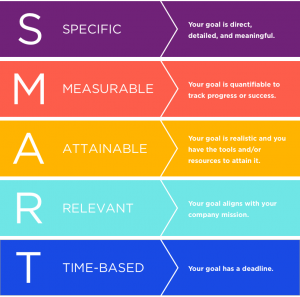 S SPECIFIC Your goal is direct,
detailed, and meaningful.
M MEASURABLE Your goal is quantifiable to
track progress or success.
A ATTAINABLE Your goal is realistic and you
have the tools and/or
resources to attain it.
R RELEVANT Your goal aligns with your
company mission.
T TIME-BASED Your goal has a deadline.